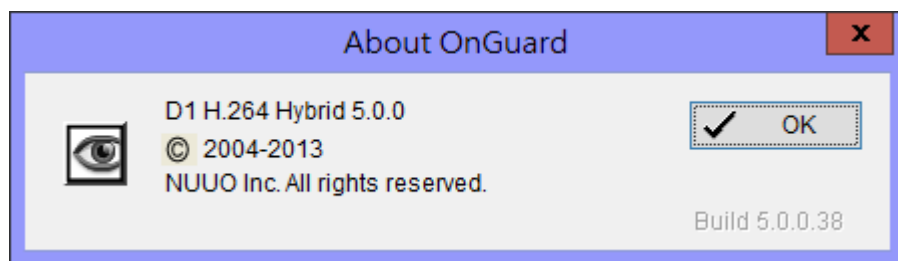 About OnGuard
x
D1 H.264 Hybrid 5.0.0
© 2004-2013
NUUO Inc. All rights reserved.
OK
Build 5.0.0.38